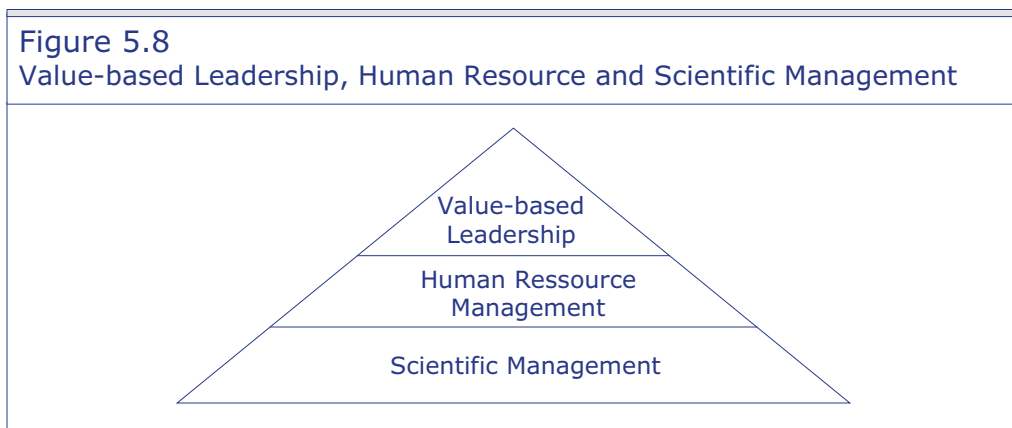 Figure 5.8
Value-based Leadership, Human Resource and Scientific Management
Value-based
Leadership
Human Ressource
Management
Scientific Management